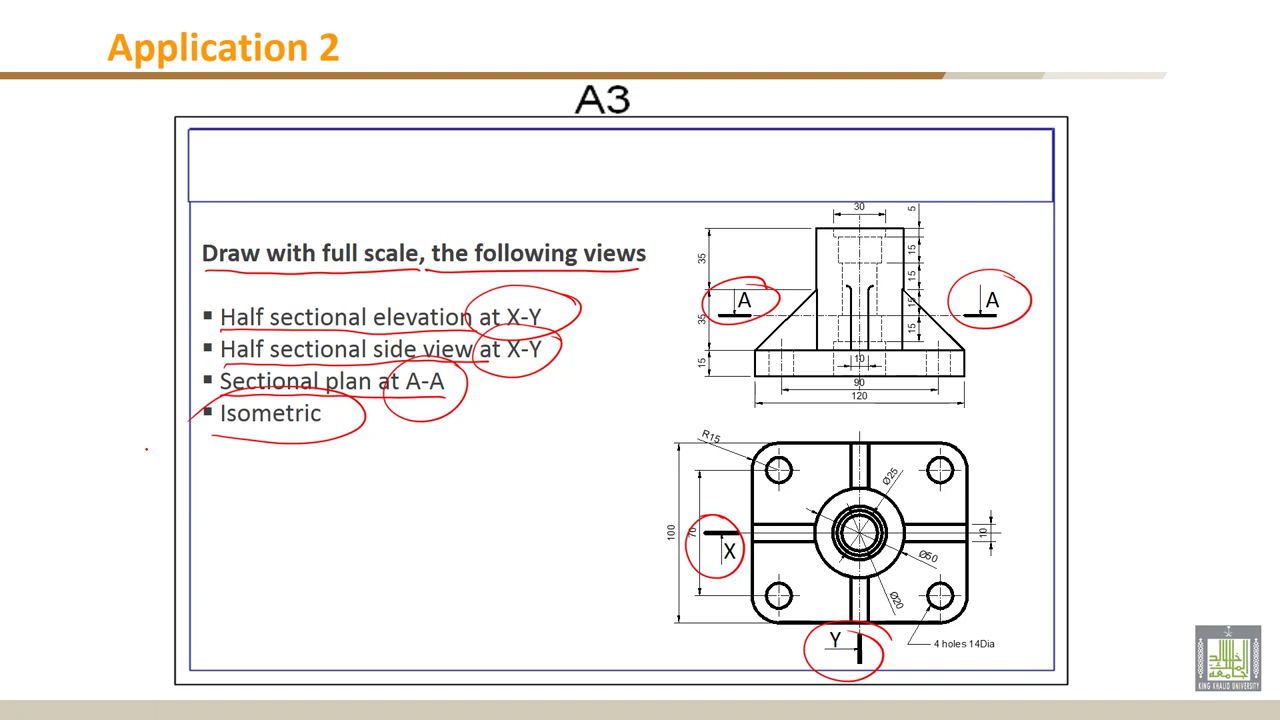 Application 2
A3
Draw with full scale, the following views
▪ Half sectional elevation at X-Y
▪ Half sectional side view at X-Y
▪ Sectional plan at A-A
▪ Isometric
30
5
35
15
15
A
A
35
15
15
15
10
90
120
R15
Ø25
100
70
X
10
Ø50
Ø20
Y
4 holes 14Dia
KING KHALID UNIVERSITY